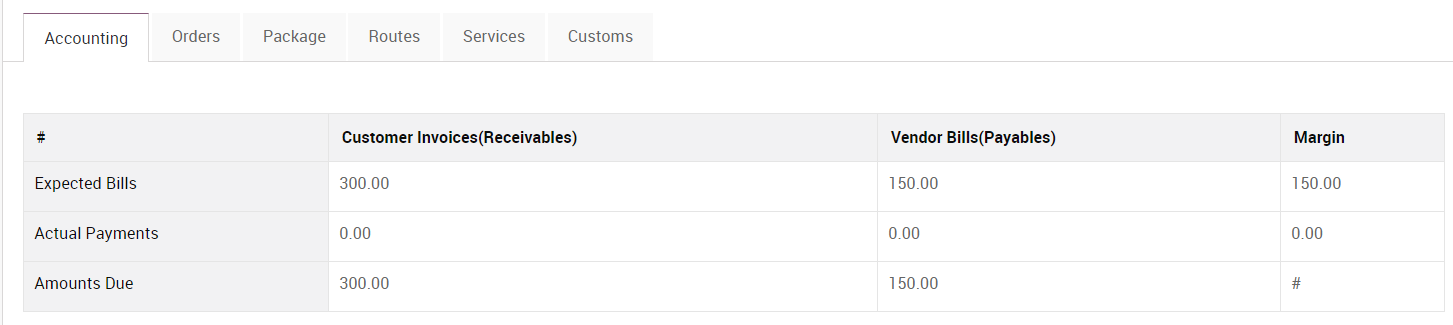 Accounting Orders Package Routes Services Customs
# Customer Invoices(Receivables) Vendor Bills(Payables) Margin
Expected Bills 300.00 150.00 150.00
Actual Payments 0.00 0.00 0.00
Amounts Due 300.00 150.00 #